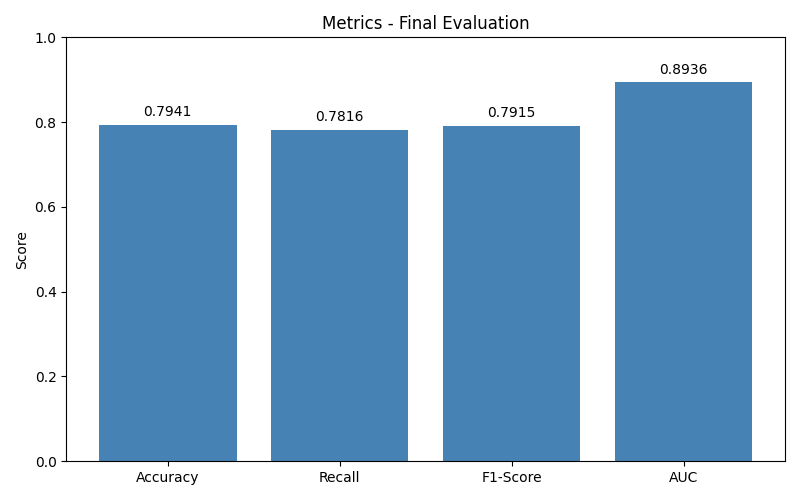 Metrics - Final Evaluation
1.0
0.8
0.6
0.4
0.2
0.0
Score
0.7941
0.7816
0.7915
0.8936
Accuracy
Recall
F1-Score
AUC